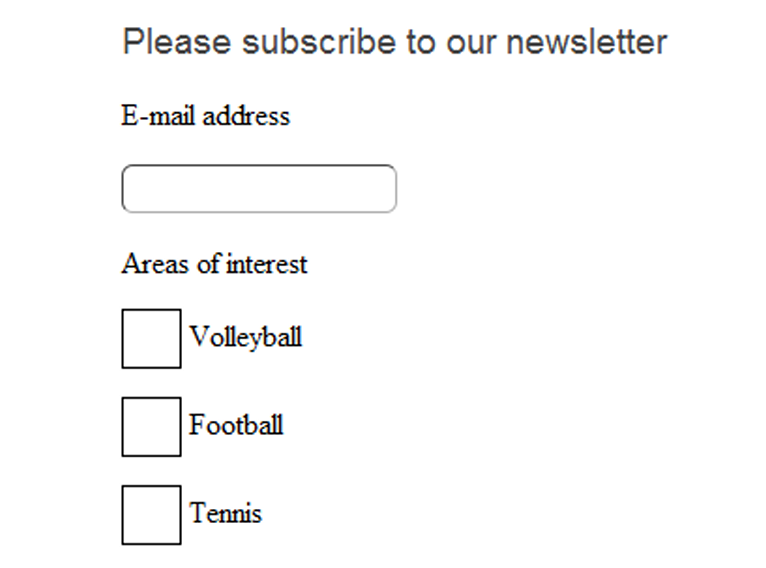 Please subscribe to our newsletter
E-mail address
Areas of interest
Volleyball
Football
Tennis